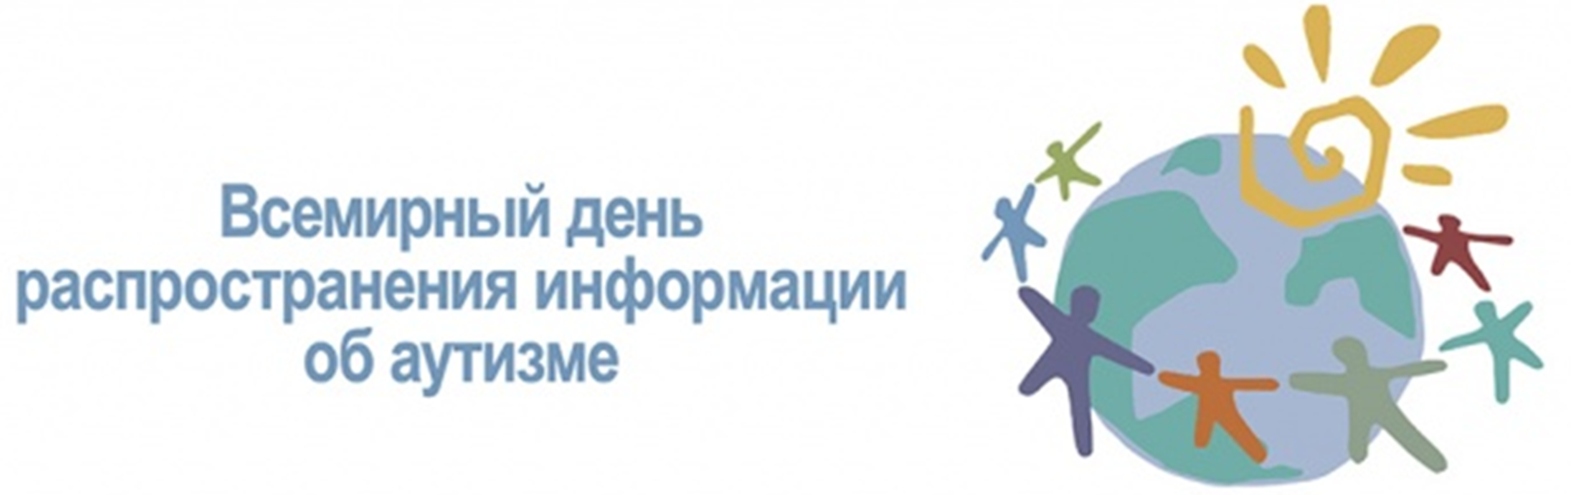 Всемирный день
распространения информации
об аутизме